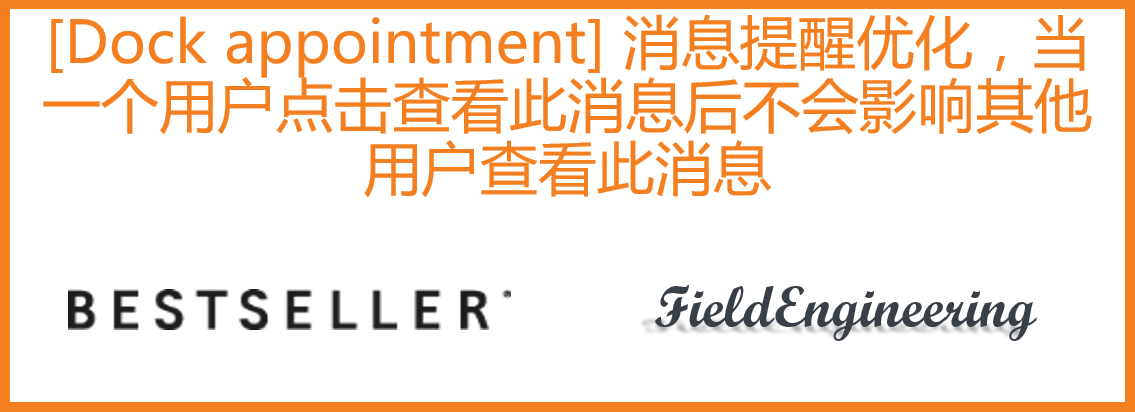 [Dock appointment] 消息提醒优化，当
一个用户点击查看此消息后不会影响其他
用户查看此消息
BESTSELLER
FieldEngineering